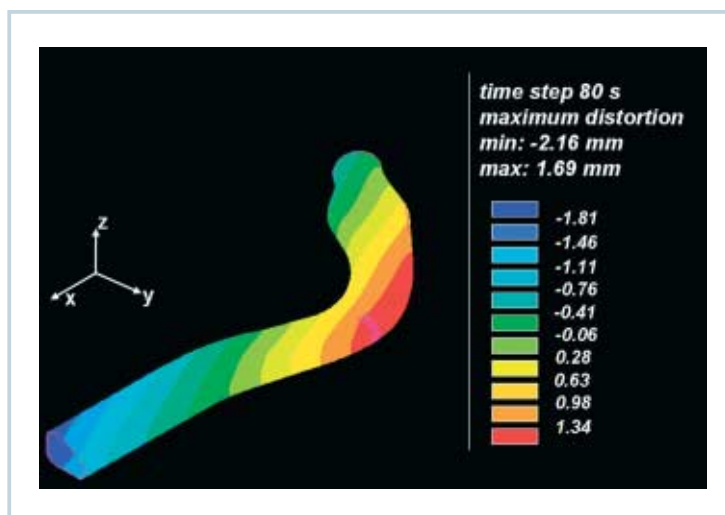 time step 80 s
maximum distortion
min: -2.16 mm
max: 1.69 mm
-1.81
-1.46
-1.11
-0.76
-0.41
-0.06
0.28
0.63
0.98
1.34
z
x
y